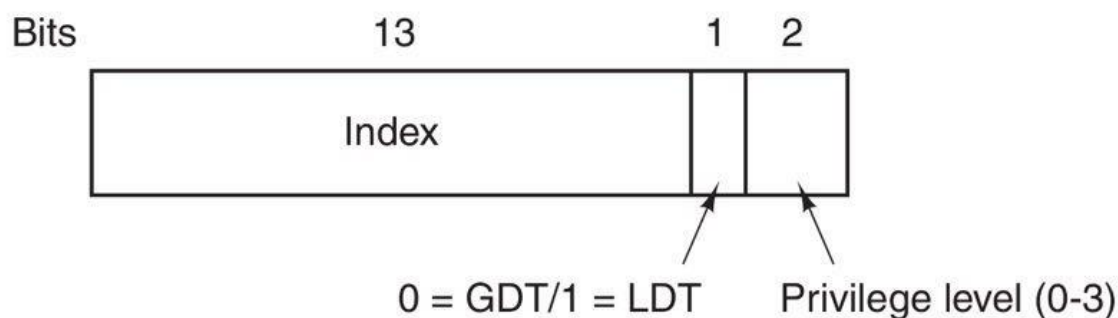 Bits 13 1 2
Index
0 = GDT/1 = LDT Privilege level (0-3)